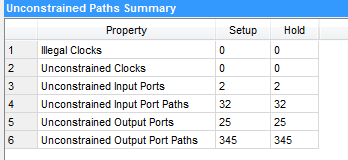 Unconstrained Paths Summary
Property Setup Hold
1 Illegal Clocks 0 0
2 Unconstrained Clocks 0 0
3 Unconstrained Input Ports 2 2
4 Unconstrained Input Port Paths 32 32
5 Unconstrained Output Ports 25 25
6 Unconstrained Output Port Paths 345 345